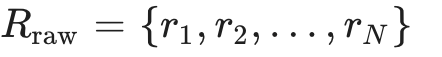 R_raw = {r_1, r_2, ..., r_N}